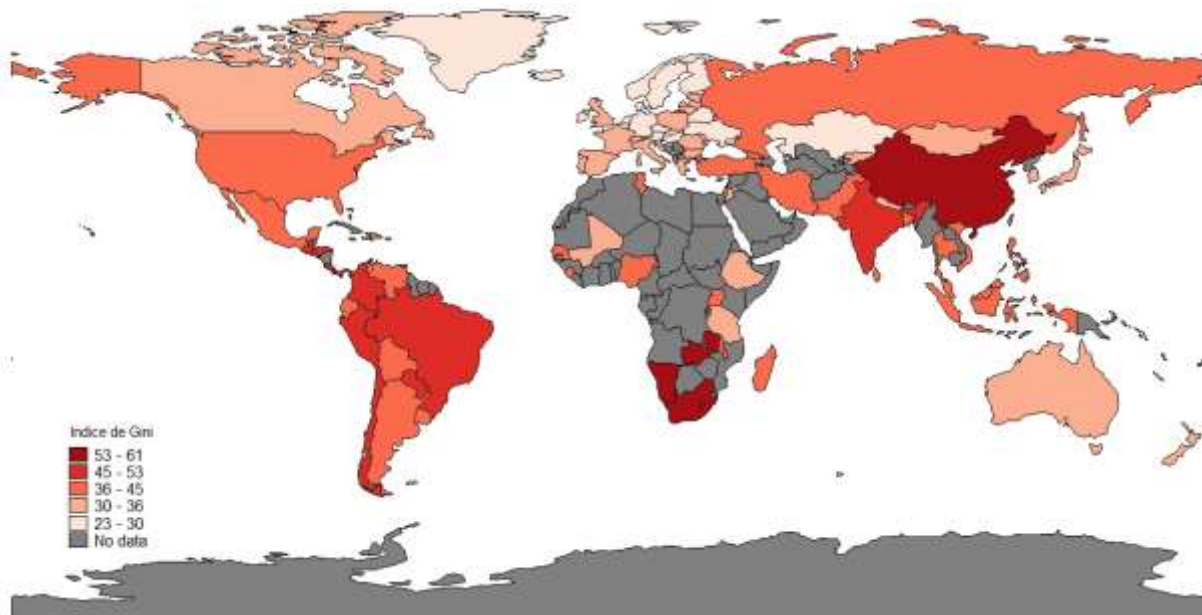 Indice de Gini
53 - 61
45 - 53
36 - 45
30 - 36
23 - 30
No data